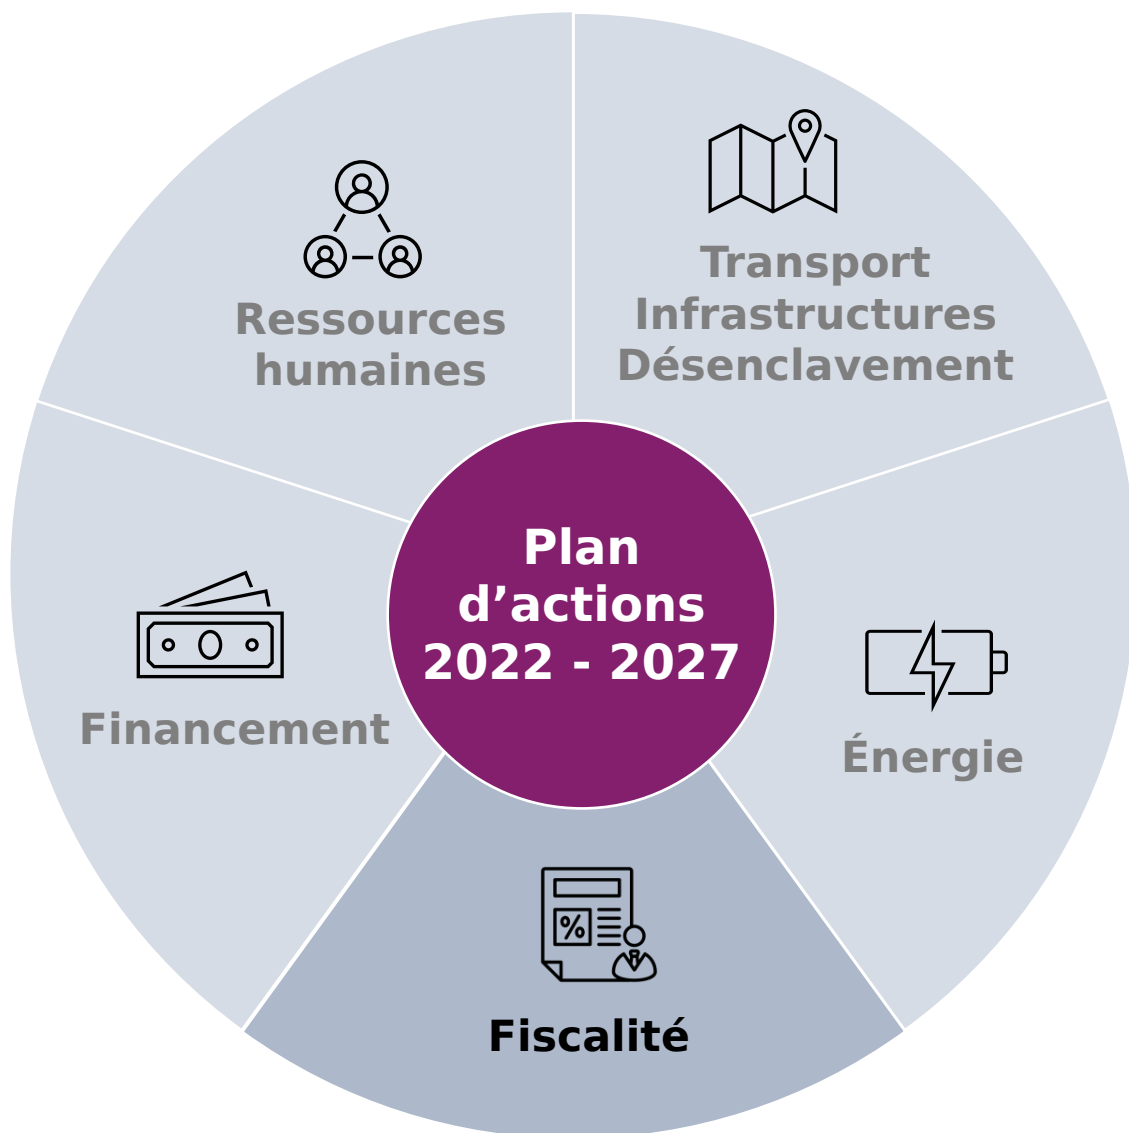 Ressources
humaines
Transport
Infrastructures
Désenclavement
Plan
d’actions
2022 - 2027
Financement
Énergie
%
Fiscalité